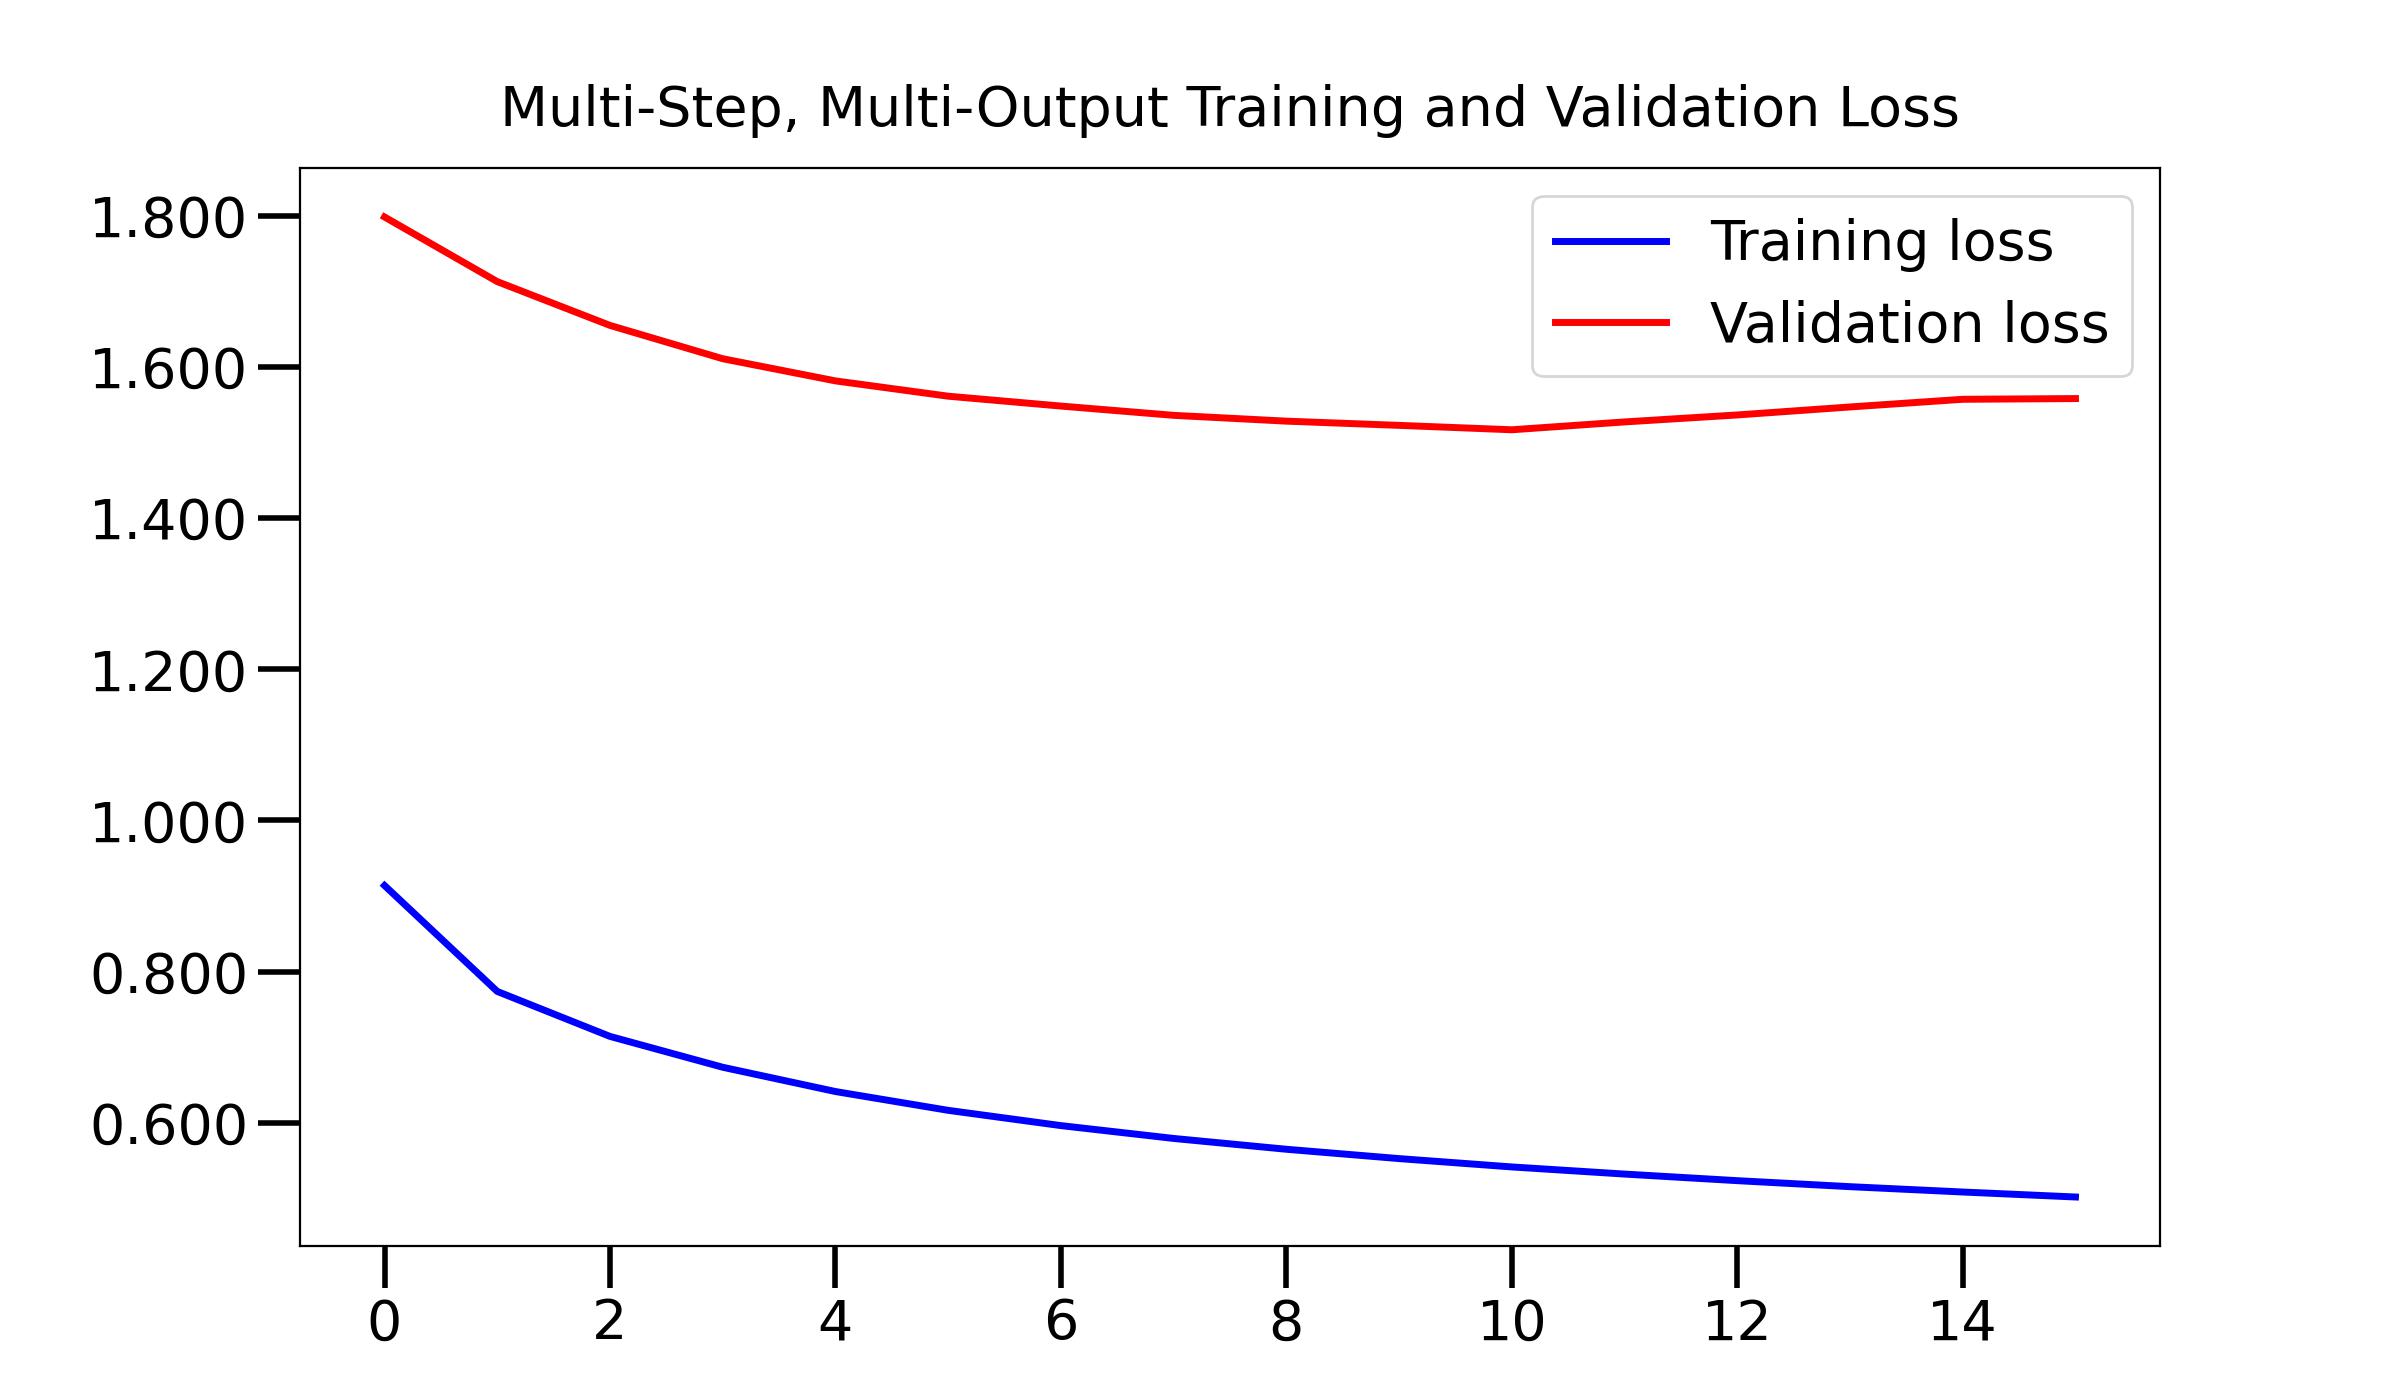 Multi-Step, Multi-Output Training and Validation Loss
1.800
1.600
1.400
1.200
1.000
0.800
0.600
Training loss
Validation loss
0 2 4 6 8 10 12 14